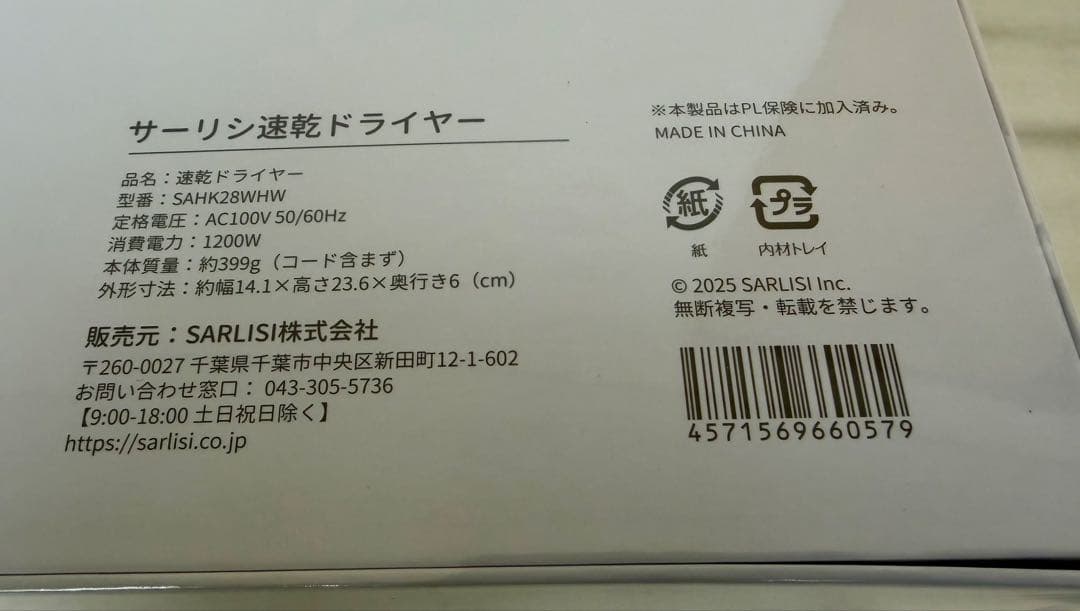 サーリシ速乾ドライヤー
品名：速乾ドライヤー
型番：SAHK28WHW
定格電圧：AC100V 50/60Hz
消費電力：1200W
本体質量：約399g（コード含まず）
外形寸法：約幅14.1×高さ23.6×奥行き6（cm）
販売元：SARLISI株式会社
〒260-0027 千葉県千葉市中央区新田町12-1-602
お問い合わせ窓口： 043-305-5736
【9:00-18:00 土日祝日除く】
https://sarlisi.co.jp
※本製品はPL保険に加入済み。
MADE IN CHINA
紙 プラ
紙 内材トレイ
© 2025 SARLISI Inc.
無断複写・転載を禁じます。
4571569660579